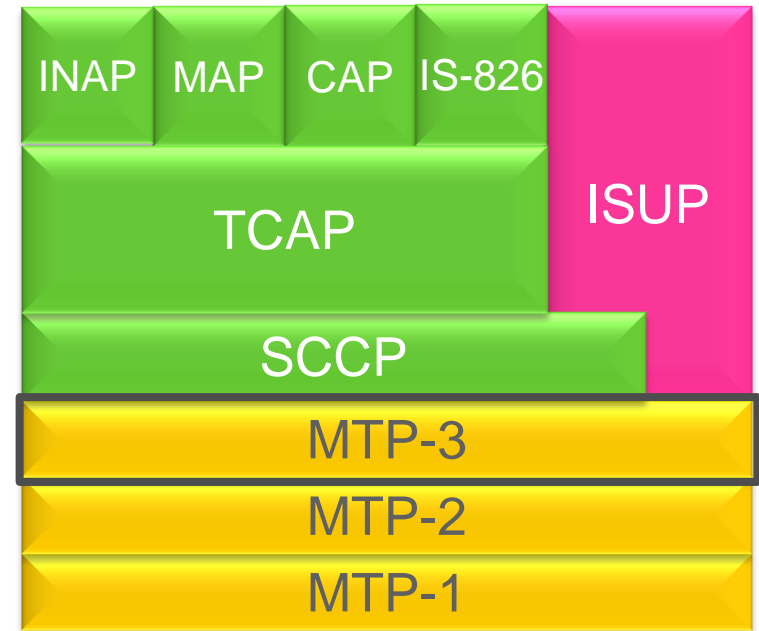 INAP MAP CAP IS-826
ISUP
TCAP
SCCP
MTP-3
MTP-2
MTP-1